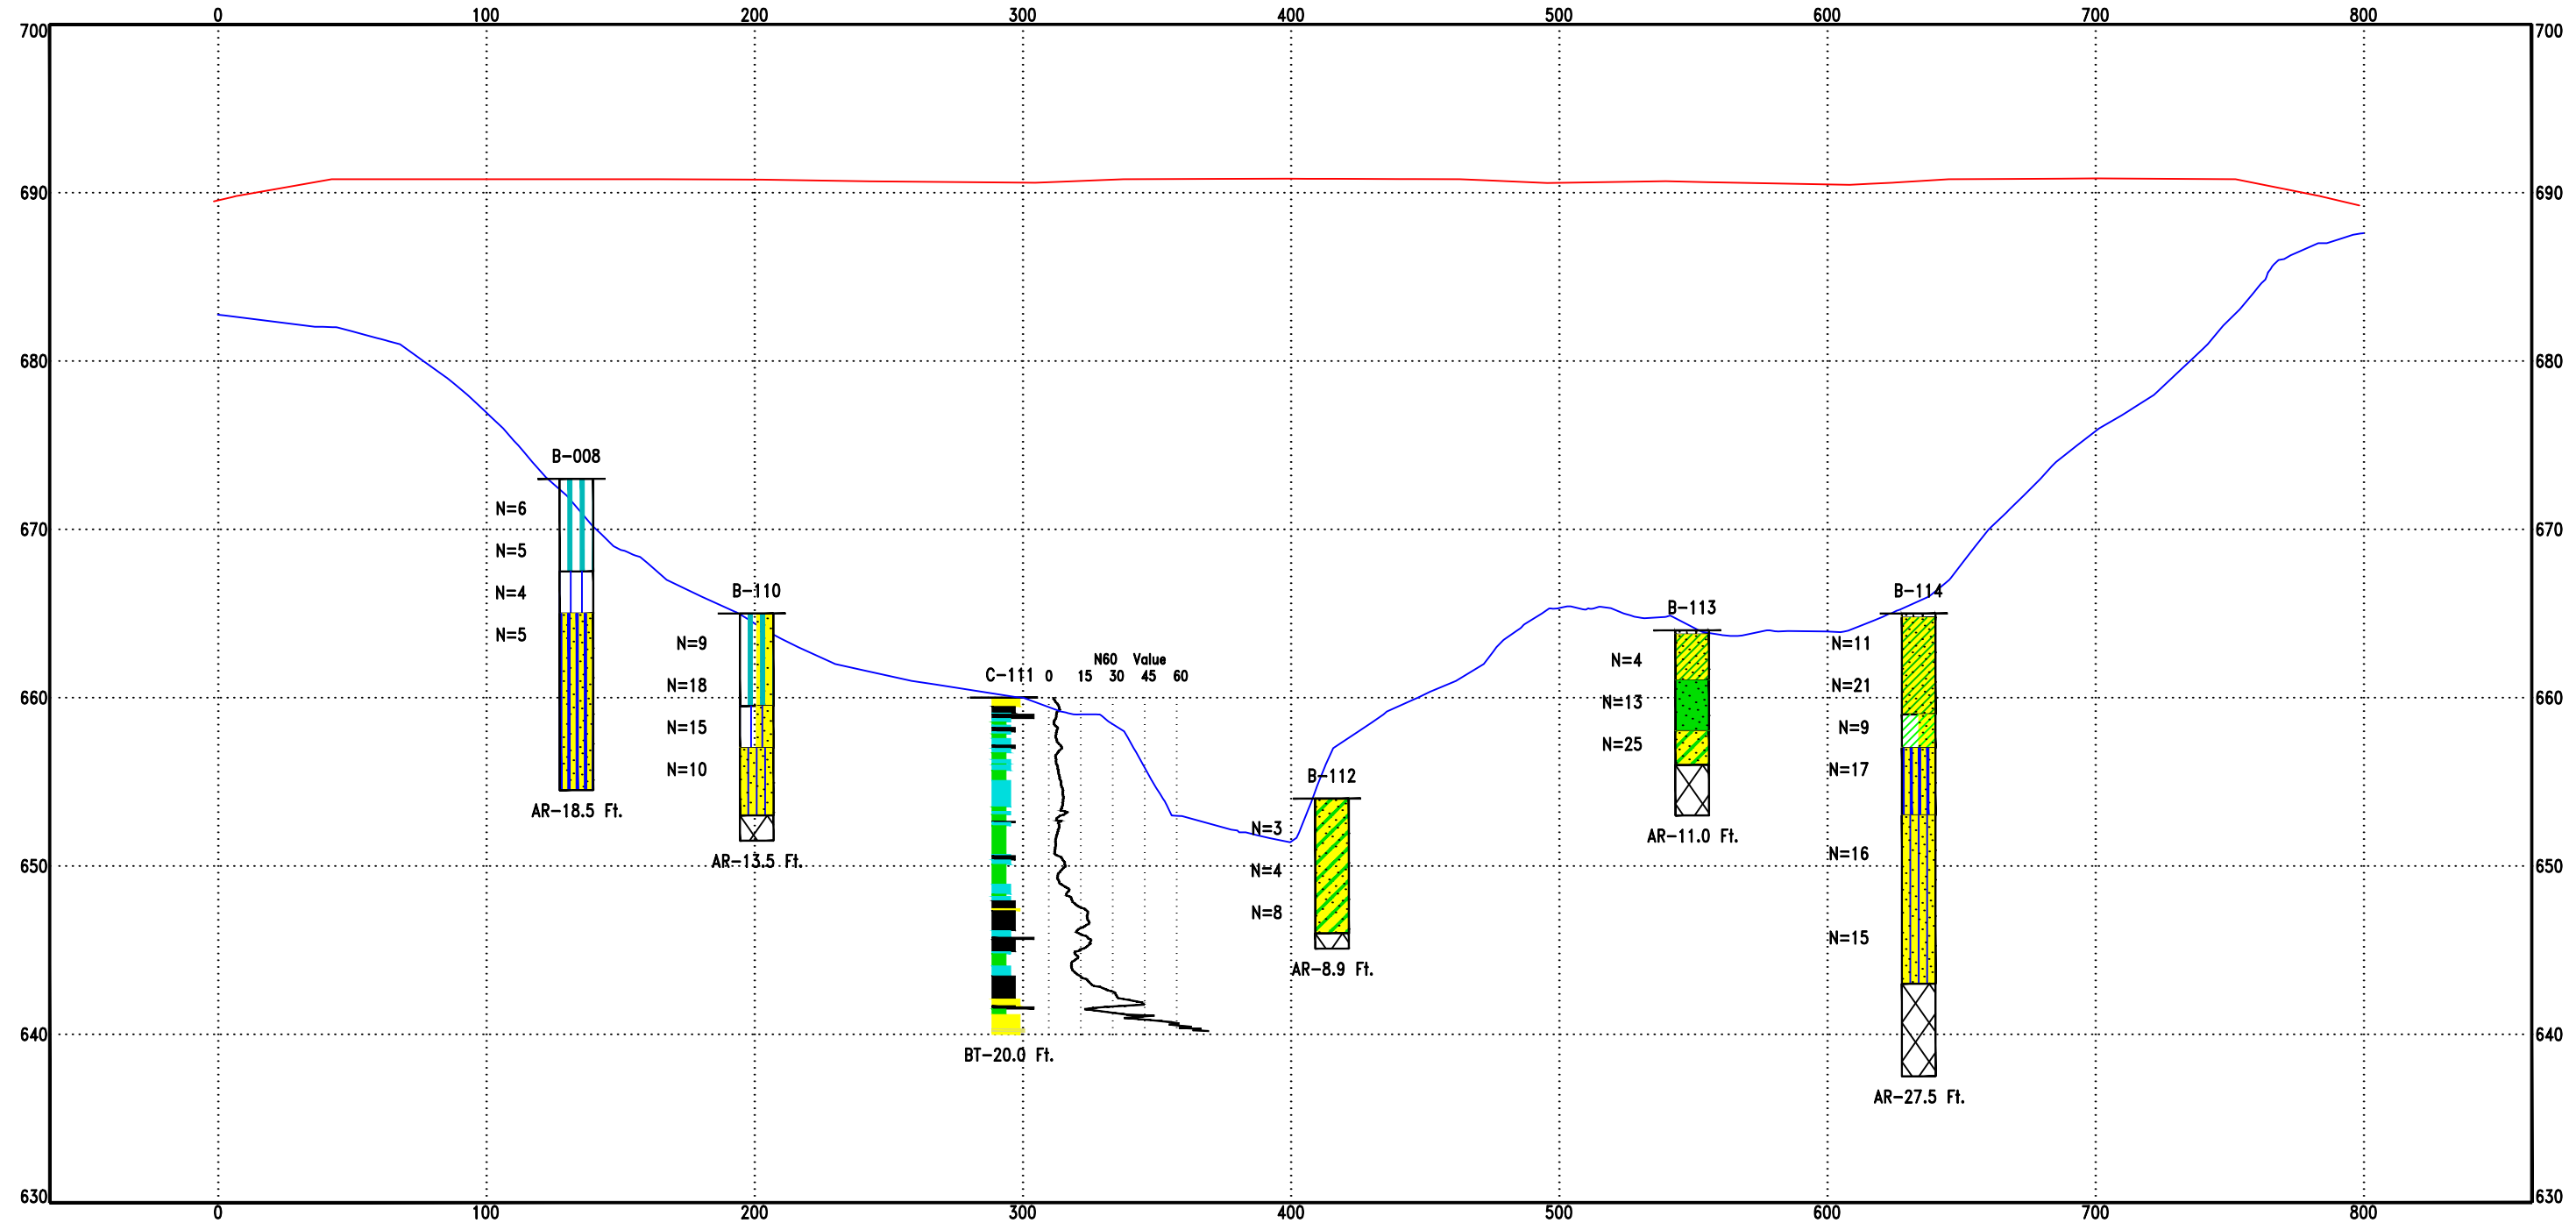 0 100 200 300 400 500 600 700 800
700 700
690 690
680 680
B-008
N=6
670 670
N=5
N=4
B-110
B-114
B-113
N=5
N=9
N=11
N60 Value
N=4
C-111 0 15 30 45 60
N=18
N=21
660 660
N=13
N=15
N=9
N=25
N=10
N=17
B-112
AR-18.5 Ft.
N=3
AR-11.0 Ft.
N=16
AR-13.5 Ft.
650 650
N=4
N=8
N=15
AR-8.9 Ft.
640 640
BT-20.0 Ft.
AR-27.5 Ft.
630 630
0 100 200 300 400 500 600 700 800